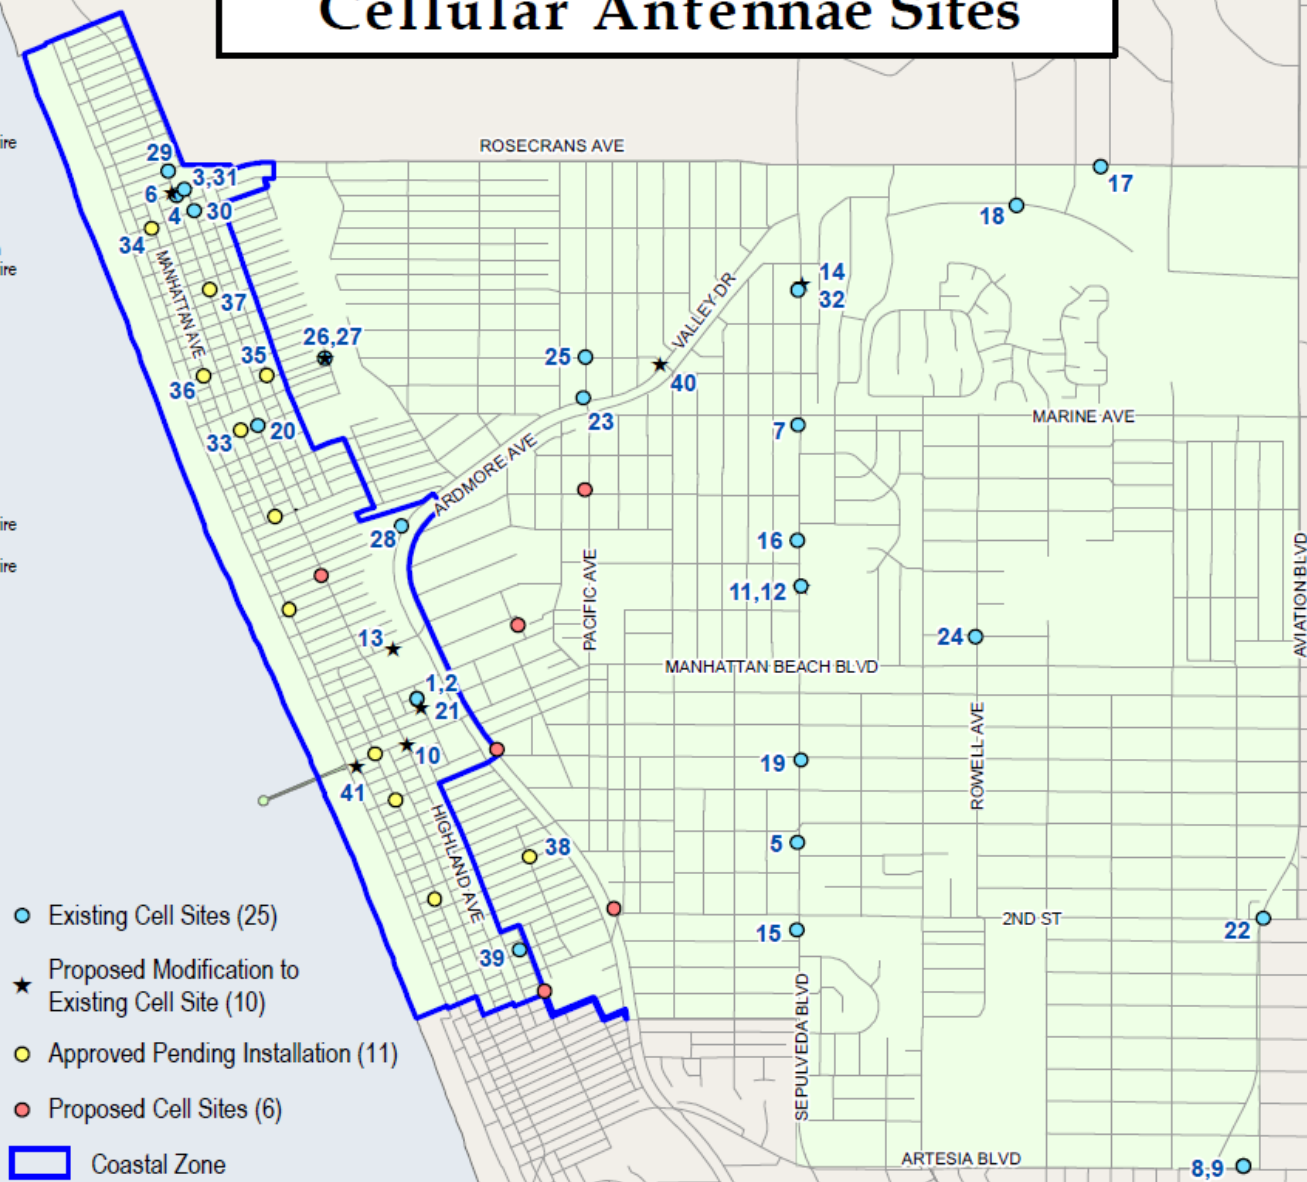 Cellular Antennae Sites
ire
ROSECRANS AVE
29
3,31
17
6
4
30
18
34
ire
MANHATTAN AVE
14
37
32
VALLEY DR
26,27
35
25
40
36
23
MARINE AVE
33
20
7
ARDMORE AVE
ire
28
16
ire
11,12
PACIFIC AVE
AVIATION BLVD
13
24
MANHATTAN BEACH BLVD
1,2
21
10
ROWELL AVE
19
41
HIGHLAND AVE
38
5
Existing Cell Sites (25)
2ND ST
15
22
39
Proposed Modification to
Existing Cell Site (10)
SEPULVEDA BLVD
Approved Pending Installation (11)
Proposed Cell Sites (6)
Coastal Zone
ARTESIA BLVD
8,9